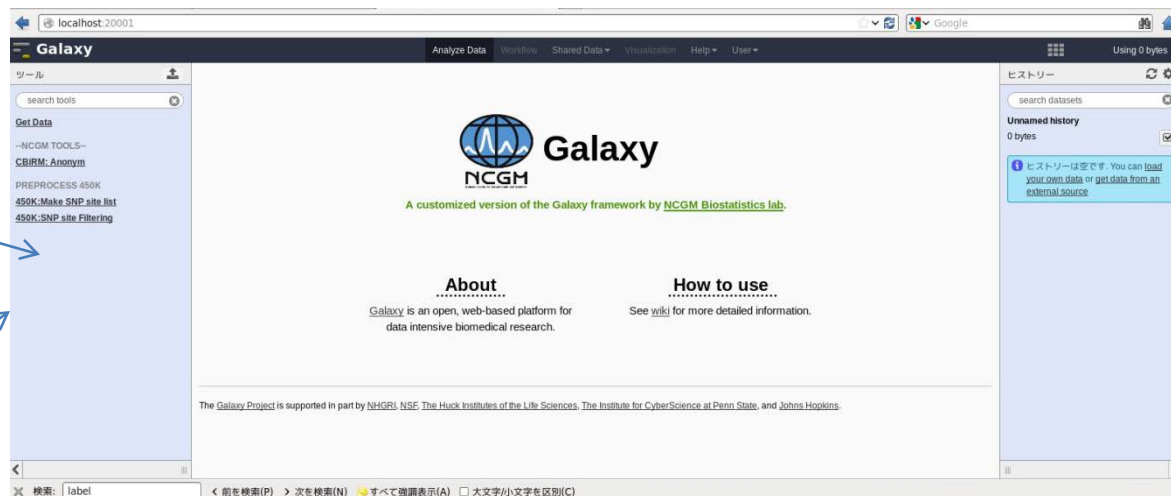 localhost:20001
Google
Galaxy
Analyze Data Workflow Shared Data Visualization Help User
Using 0 bytes
ツール
search tools
Get Data
--NCGM TOOLS--
CBIRM: Anonym
PREPROCESS 450K
450K:Make SNP site list
450K:SNP site Filtering
NCGM
Galaxy
A customized version of the Galaxy framework by NCGM Biostatistics lab.
About
Galaxy is an open, web-based platform for
data intensive biomedical research.
How to use
See wiki for more detailed information.
The Galaxy Project is supported in part by NHGRI, NSF, The Huck Institutes of the Life Sciences, The Institute for CyberScience at Penn State, and Johns Hopkins.
ヒストリー
search datasets
Unnamed history
0 bytes
ヒストリーは空です. You can load
your own data or get data from an
external source
検索: label 前を検索(P) 次を検索(N) すべて強調表示(A) 大文字/小文字を区別(C)